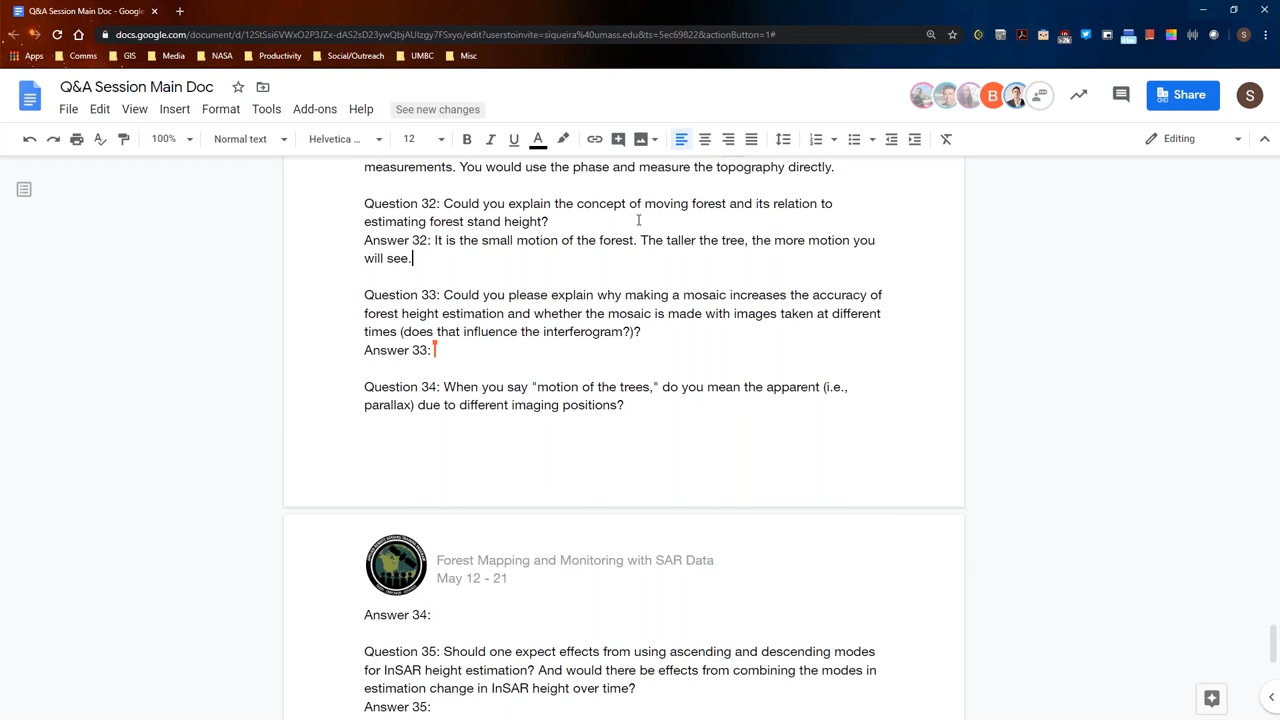 Q&A Session Main Doc - Google
docs.google.com/document/d/12StSsi6VWxO2P3JZx-dAS2sD23ywQbjAUlzgy7FSxyo/edit?userstoinvite=siqueira%40umass.edu&ts=5ec69822&actionButton=1#
Apps Comms GIS Media NASA Productivity Social/Outreach UMBC Misc
Q&A Session Main Doc
File Edit View Insert Format Tools Add-ons Help See new changes
B Share S
100% Normal text Helvetica ... 12 B I U A Editing
measurements. You would use the phase and measure the topography directly.
Question 32: Could you explain the concept of moving forest and its relation to
estimating forest stand height?
Answer 32: It is the small motion of the forest. The taller the tree, the more motion you
will see.
Question 33: Could you please explain why making a mosaic increases the accuracy of
forest height estimation and whether the mosaic is made with images taken at different
times (does that influence the interferogram?)?
Answer 33:
Question 34: When you say "motion of the trees," do you mean the apparent (i.e.,
parallax) due to different imaging positions?
Forest Mapping and Monitoring with SAR Data
May 12 - 21
Answer 34:
Question 35: Should one expect effects from using ascending and descending modes
for InSAR height estimation? And would there be effects from combining the modes in
estimation change in InSAR height over time?
Answer 35: